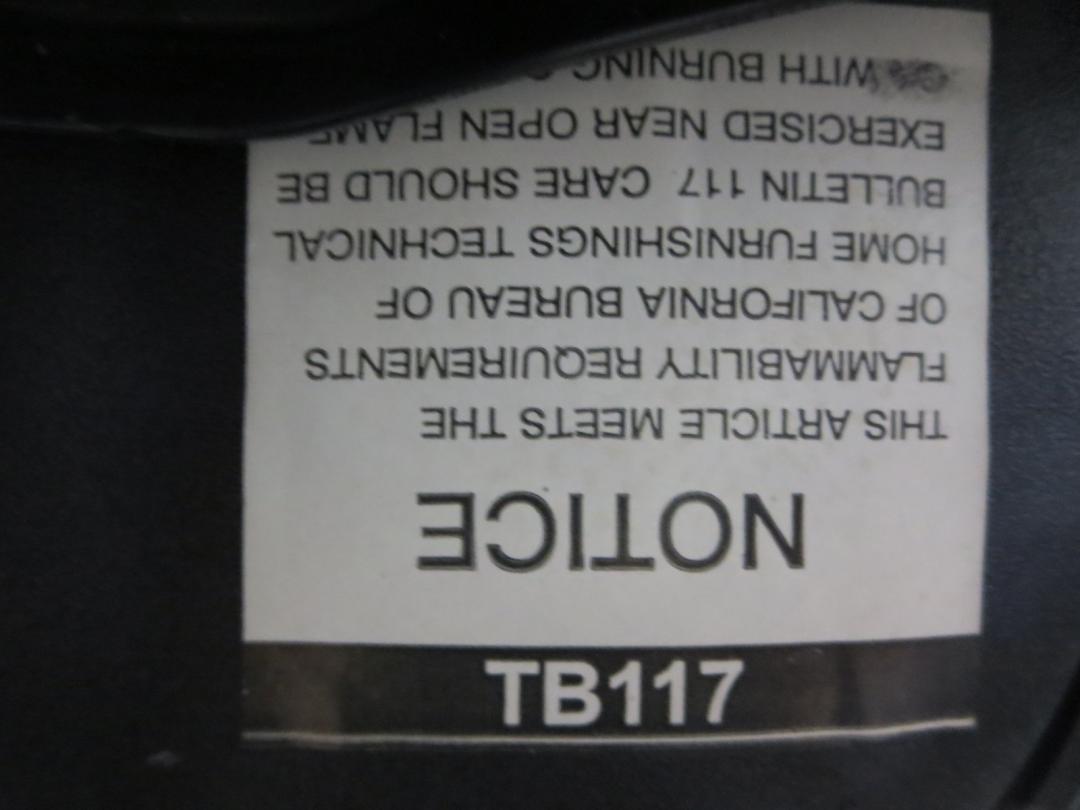 NOTICE
THIS ARTICLE MEETS THE
FLAMMABILITY REQUIREMENTS
OF CALIFORNIA BUREAU OF
HOME FURNISHINGS TECHNICAL
BULLETIN 117 CARE SHOULD BE
EXERCISED NEAR OPEN FLAME
WITH BURNING
TB117